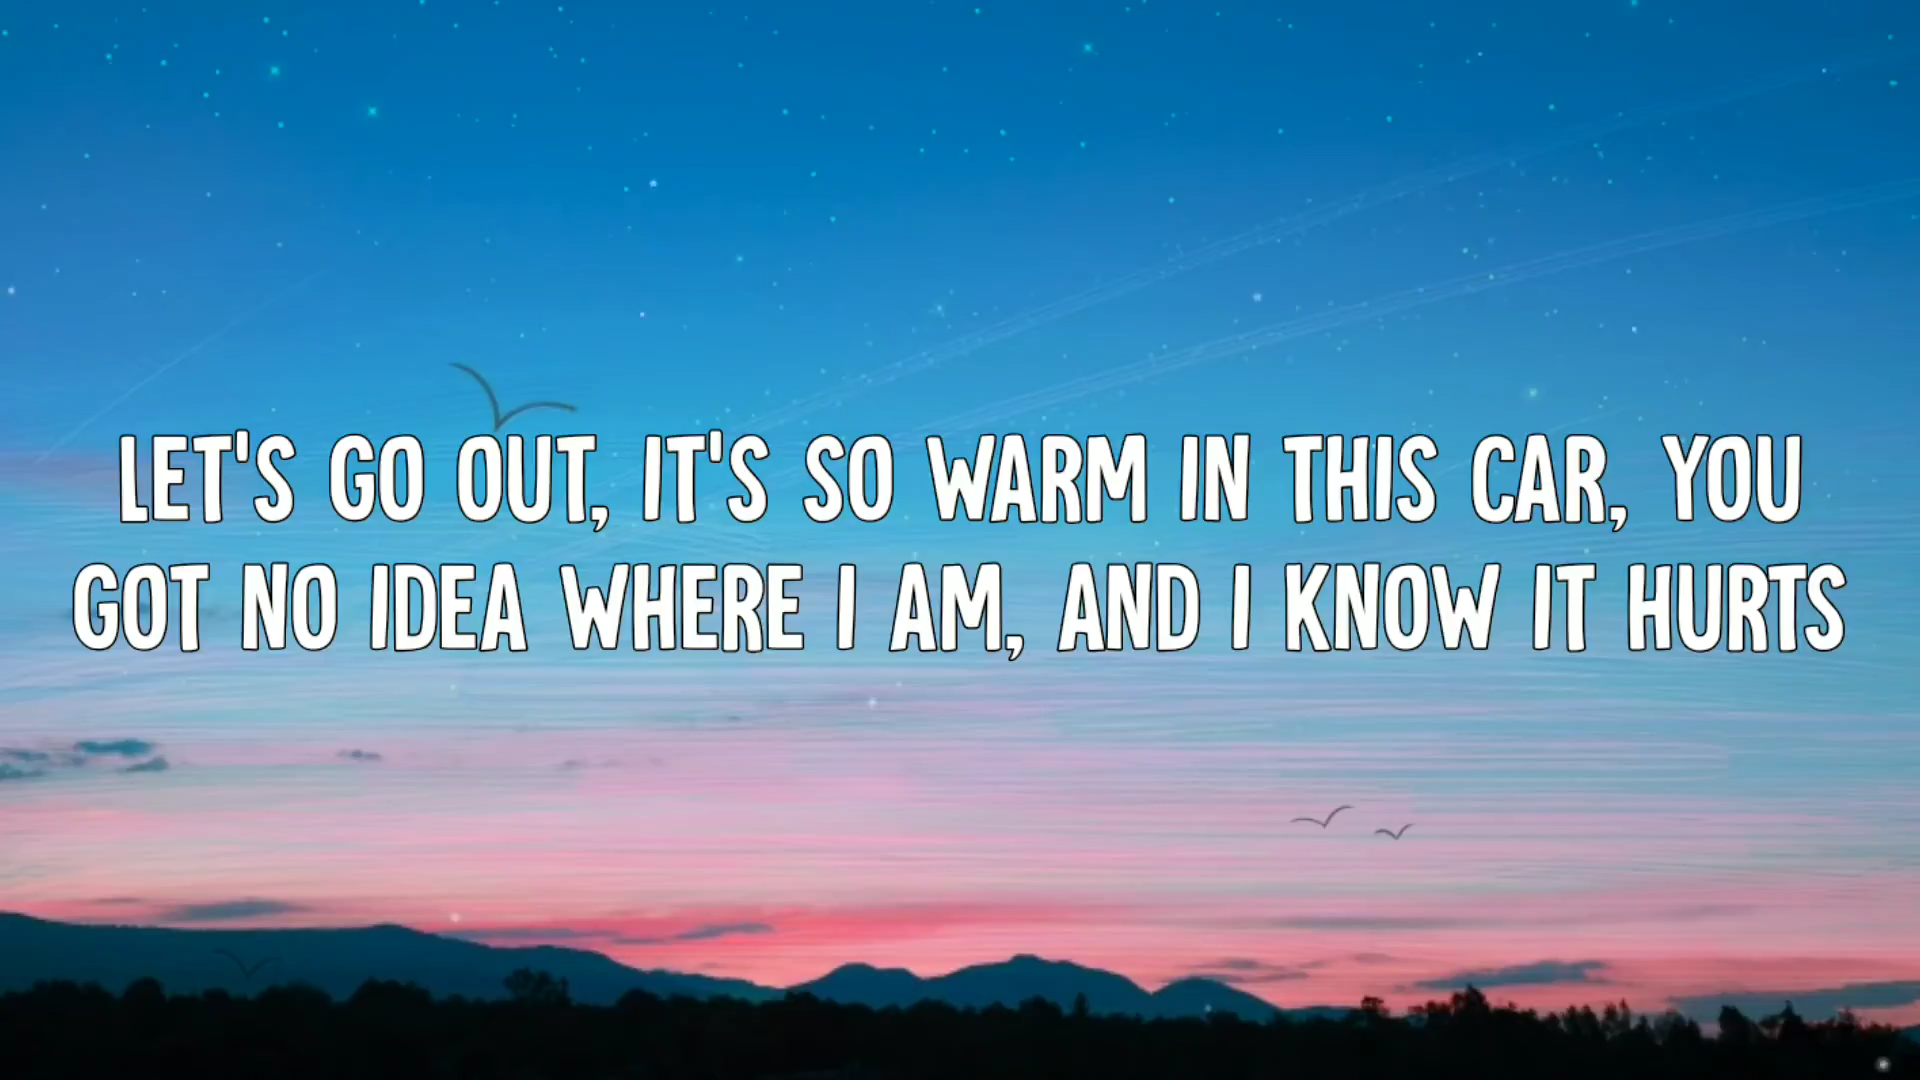 LET'S GO OUT, IT'S SO WARM IN THIS CAR, YOU
GOT NO IDEA WHERE I AM, AND I KNOW IT HURTS